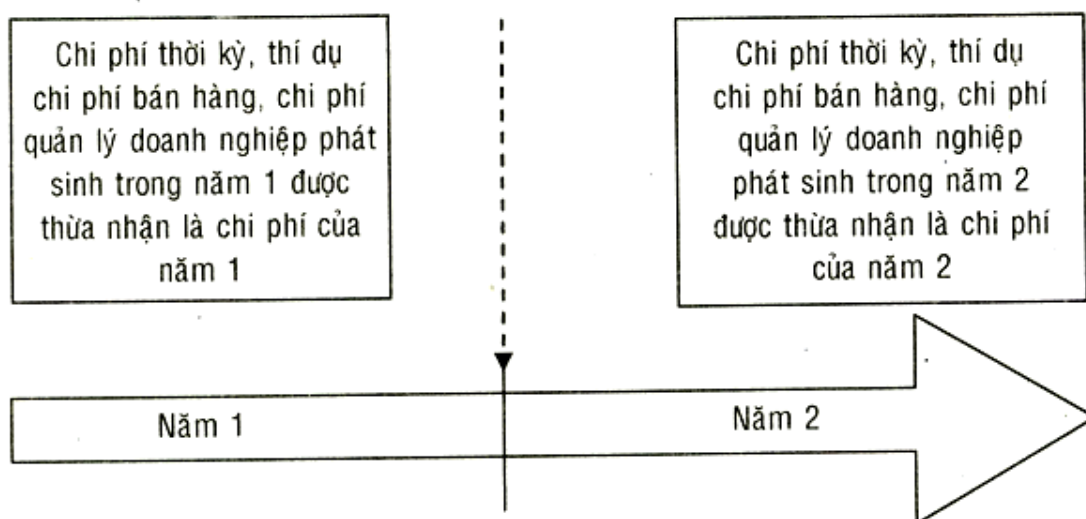 Chi phí thời kỳ, thí dụ
chi phí bán hàng, chi phí
quản lý doanh nghiệp phát
sinh trong năm 1 được
thừa nhận là chi phí của
năm 1
Chi phí thời kỳ, thí dụ
chi phí bán hàng, chi phí
quản lý doanh nghiệp
phát sinh trong năm 2
được thừa nhận là chi phí
của năm 2
Năm 1
Năm 2